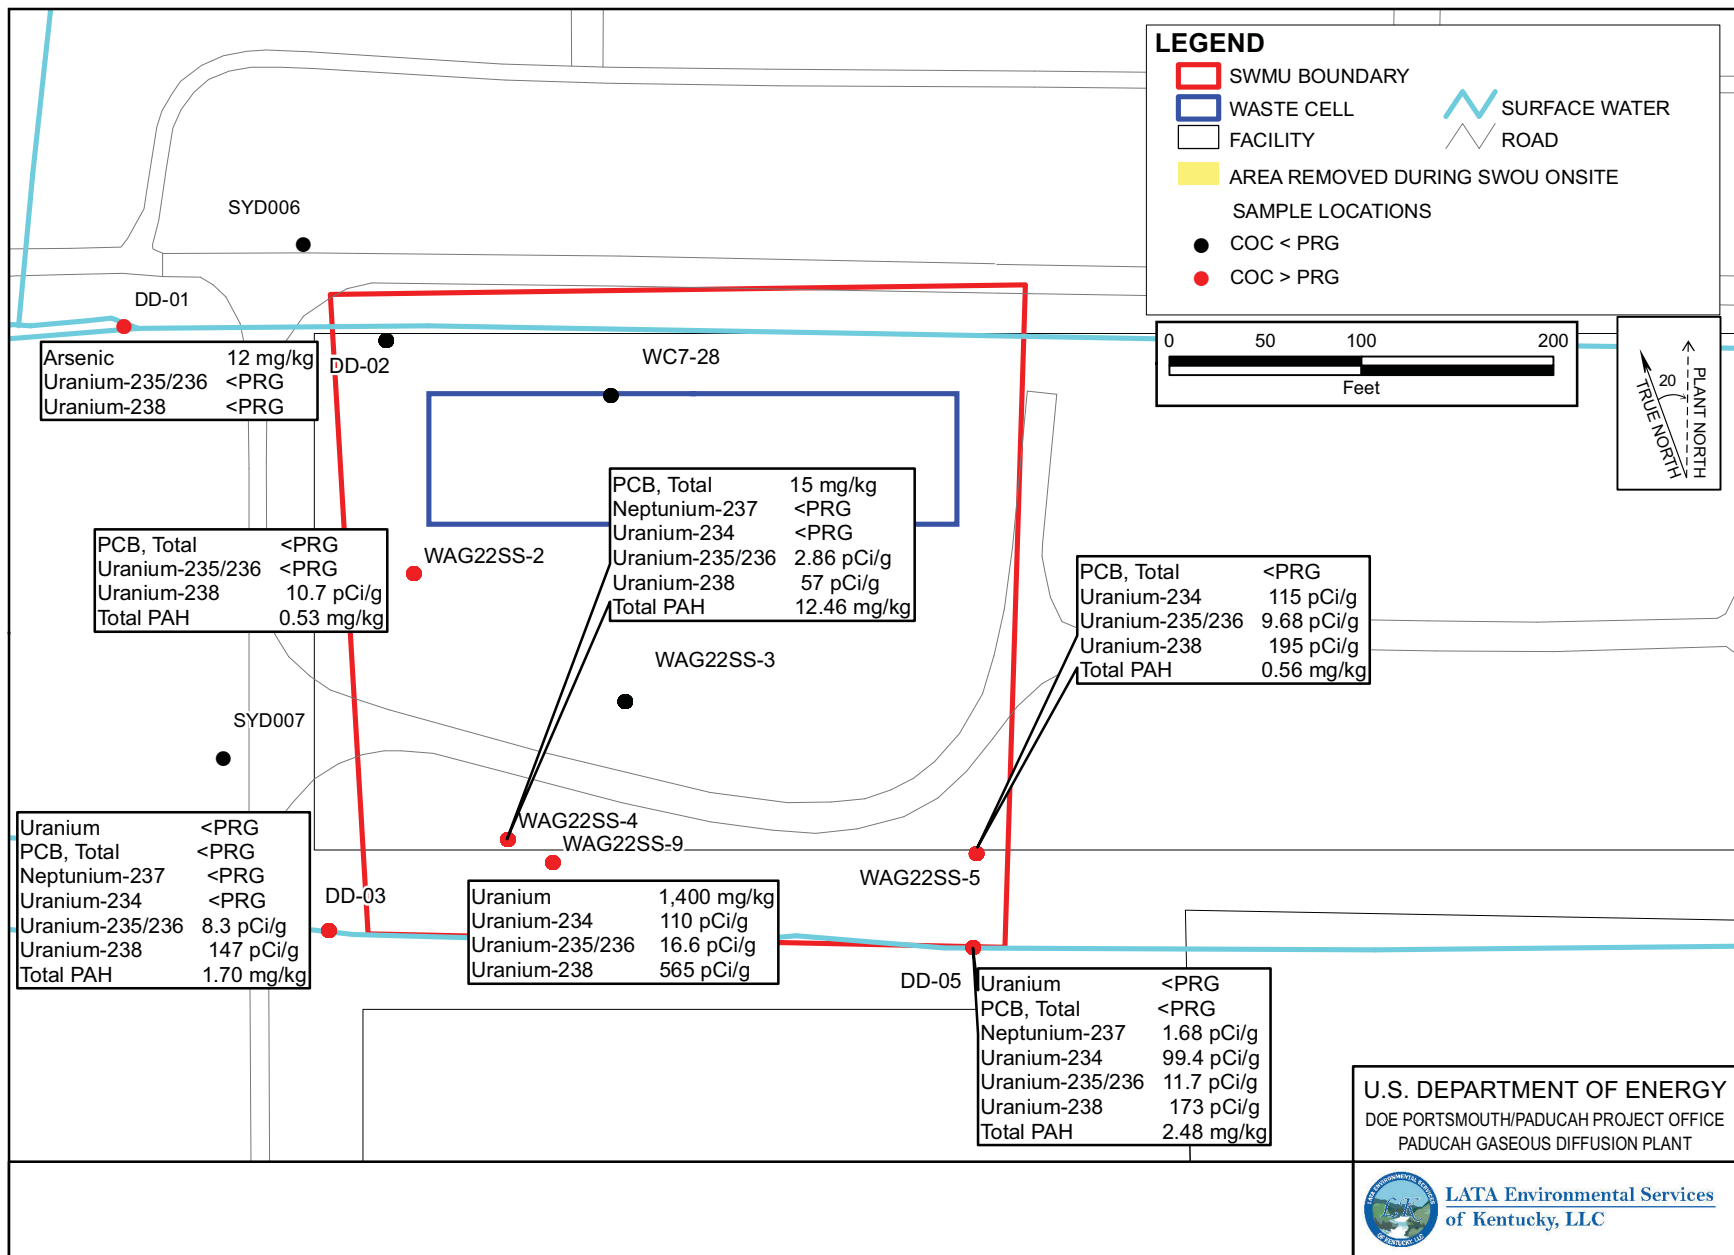 LEGEND
SWMU BOUNDARY
WASTE CELL
SURFACE WATER
FACILITY
ROAD
AREA REMOVED DURING SWOU ONSITE
SAMPLE LOCATIONS
COC < PRG
COC > PRG
0 50 100 200
Feet
20
TRUE NORTH
PLANT NORTH
SYD006
DD-01
Arsenic 12 mg/kg
Uranium-235/236 <PRG
Uranium-238 <PRG
DD-02
WC7-28
PCB, Total 15 mg/kg
Neptunium-237 <PRG
Uranium-234 <PRG
Uranium-235/236 2.86 pCi/g
Uranium-238 57 pCi/g
Total PAH 12.46 mg/kg
PCB, Total <PRG
Uranium-235/236 <PRG
Uranium-238 10.7 pCi/g
Total PAH 0.53 mg/kg
WAG22SS-2
PCB, Total <PRG
Uranium-234 115 pCi/g
Uranium-235/236 9.68 pCi/g
Uranium-238 195 pCi/g
Total PAH 0.56 mg/kg
WAG22SS-3
SYD007
WAG22SS-4
WAG22SS-9
WAG22SS-5
Uranium <PRG
PCB, Total <PRG
Neptunium-237 <PRG
Uranium-234 <PRG
Uranium-235/236 8.3 pCi/g
Uranium-238 147 pCi/g
Total PAH 1.70 mg/kg
DD-03
Uranium 1,400 mg/kg
Uranium-234 110 pCi/g
Uranium-235/236 16.6 pCi/g
Uranium-238 565 pCi/g
DD-05
Uranium <PRG
PCB, Total <PRG
Neptunium-237 1.68 pCi/g
Uranium-234 99.4 pCi/g
Uranium-235/236 11.7 pCi/g
Uranium-238 173 pCi/g
Total PAH 2.48 mg/kg
U.S. DEPARTMENT OF ENERGY
DOE PORTSMOUTH/PADUCAH PROJECT OFFICE
PADUCAH GASEOUS DIFFUSION PLANT
LATA ENVIRONMENTAL SERVICES
LK
OF KENTUCKY, LLC
LATA Environmental Services
of Kentucky, LLC